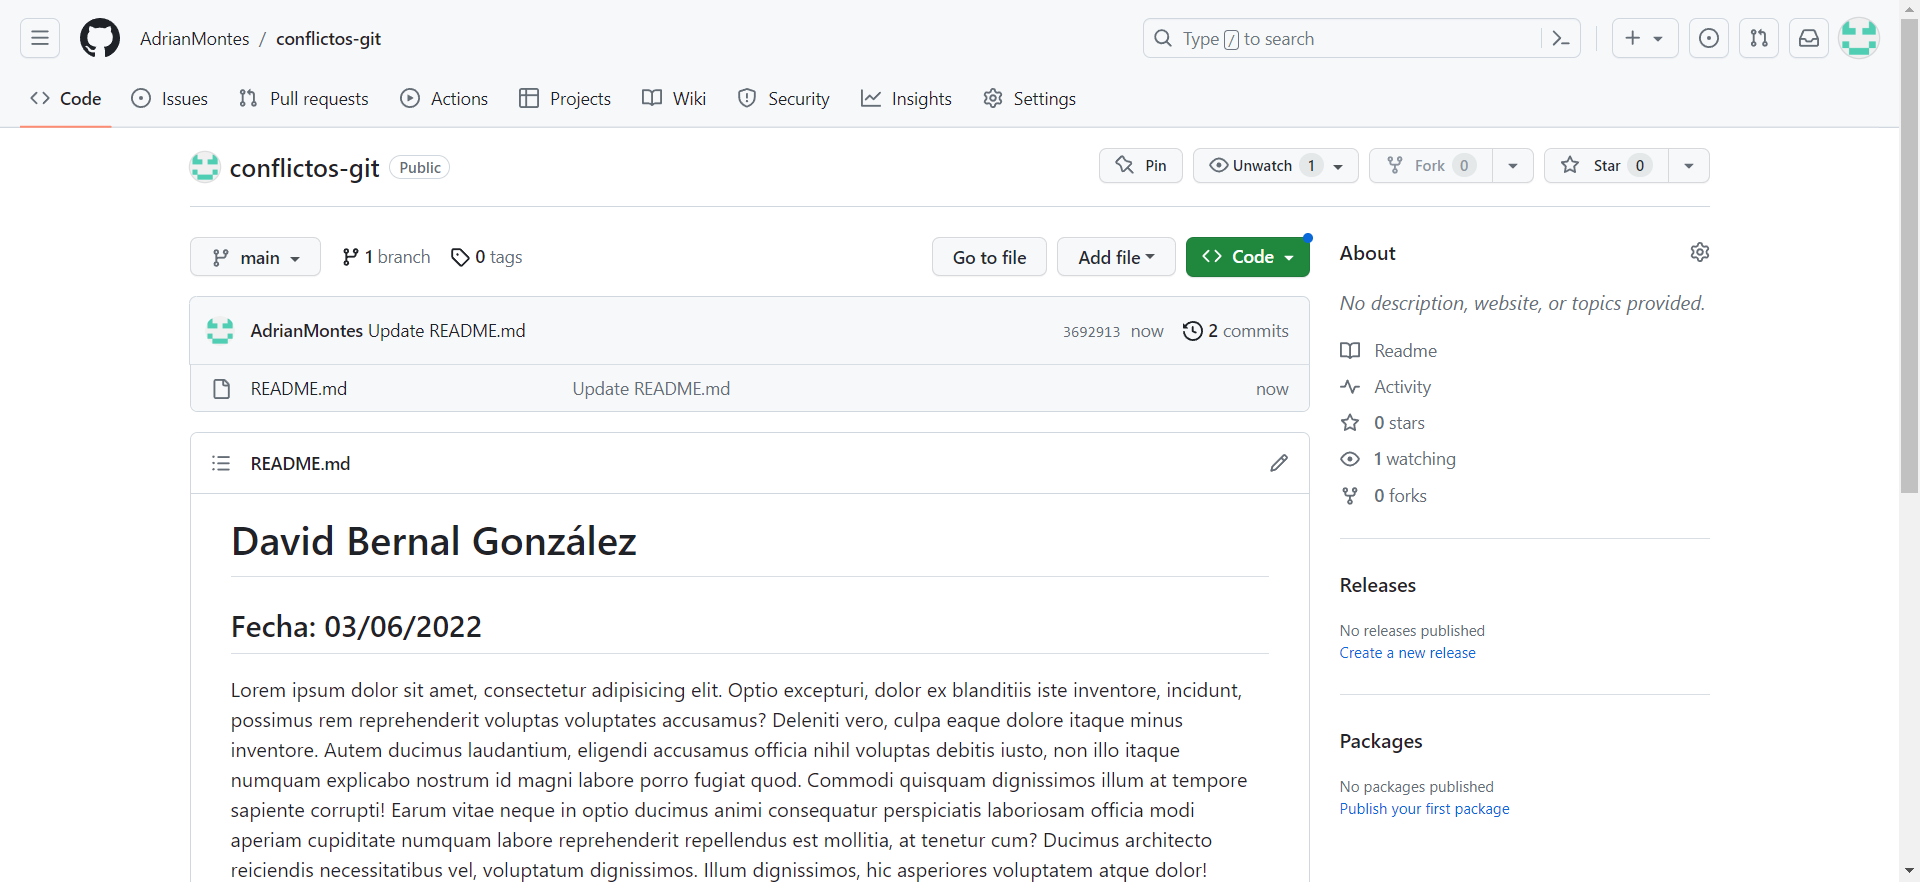 AdrianMontes / conflictos-git
Type / to search
Code Issues Pull requests Actions Projects Wiki Security Insights Settings
conflictos-git Public
Pin Unwatch 1 Fork 0 Star 0
main 1 branch 0 tags Go to file Add file Code
AdrianMontes Update README.md 3692913 now 2 commits
README.md Update README.md now
README.md
David Bernal González
Fecha: 03/06/2022
Lorem ipsum dolor sit amet, consectetur adipisicing elit. Optio excepturi, dolor ex blanditiis iste inventore, incidunt,
possimus rem reprehenderit voluptas voluptates accusamus? Deleniti vero, culpa eaque dolore itaque minus
inventore. Autem ducimus laudantium, eligendi accusamus officia nihil voluptas debitis iusto, non illo itaque
numquam explicabo nostrum id magni labore porro fugiat quod. Commodi quisquam dignissimos illum at tempore
sapiente corrupti! Earum vitae neque in optio ducimus animi consequatur perspiciatis laboriosam officia modi
aperiam cupiditate numquam labore reprehenderit repellendus est mollitia, at tenetur cum? Ducimus architecto
reiciendis necessitatibus vel, voluptatum dignissimos. Illum dignissimos, hic asperiores voluptatem atque dolor!
About
No description, website, or topics provided.
Readme
Activity
0 stars
1 watching
0 forks
Releases
No releases published
Create a new release
Packages
No packages published
Publish your first package